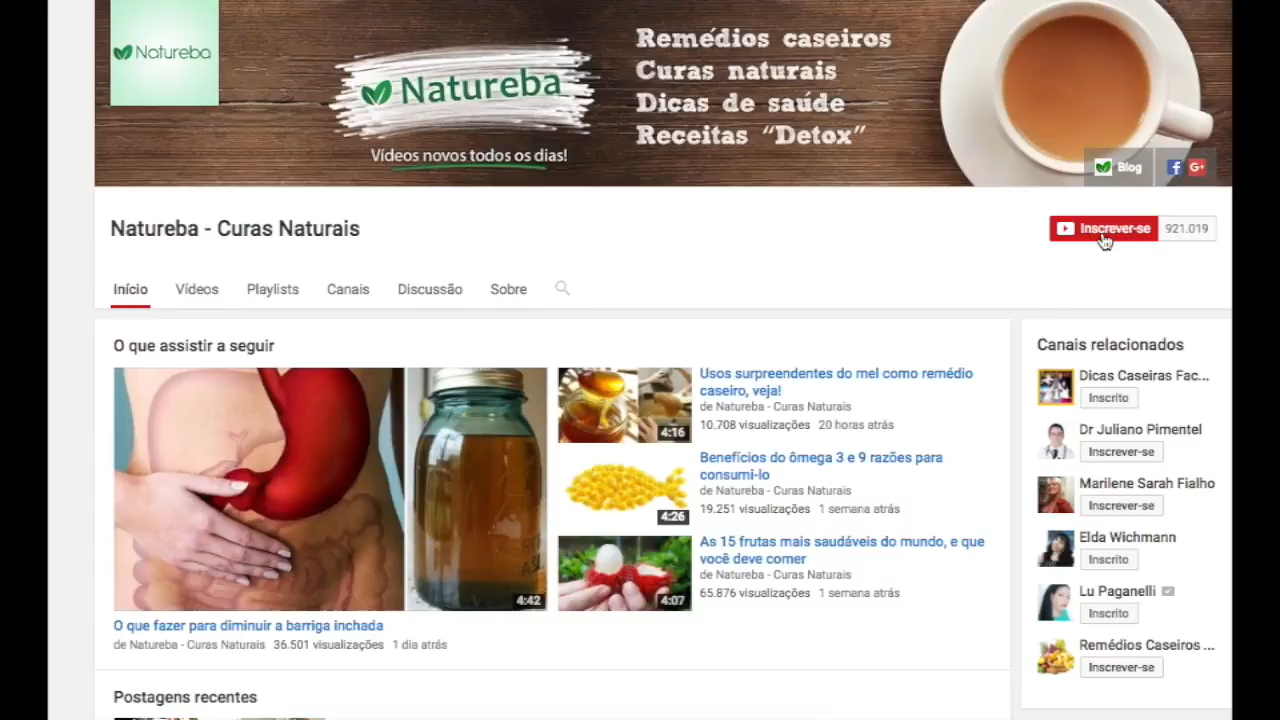 Natureba
Natureba
Vídeos novos todos os dias!
Remédios caseiros
Curas naturais
Dicas de saúde
Receitas “Detox”
Blog
Natureba - Curas Naturais
Inscrever-se 921.019
Início Vídeos Playlists Canais Discussão Sobre
O que assistir a seguir
4:42
O que fazer para diminuir a barriga inchada
de Natureba - Curas Naturais 36.501 visualizações 1 dia atrás
4:16
Usos surpreendentes do mel como remédio
caseiro, veja!
de Natureba - Curas Naturais
10.708 visualizações 20 horas atrás
4:26
Benefícios do ômega 3 e 9 razões para
consumi-lo
de Natureba - Curas Naturais
19.251 visualizações 1 semana atrás
4:07
As 15 frutas mais saudáveis do mundo, e que
você deve comer
de Natureba - Curas Naturais
65.876 visualizações 1 semana atrás
Canais relacionados
Dicas Caseiras Fac...
Inscrito
Dr Juliano Pimentel
Inscrever-se
Marilene Sarah Fialho
Inscrever-se
Elda Wichmann
Inscrito
Lu Paganelli
Inscrito
Remédios Caseiros ...
Inscrever-se
Postagens recentes